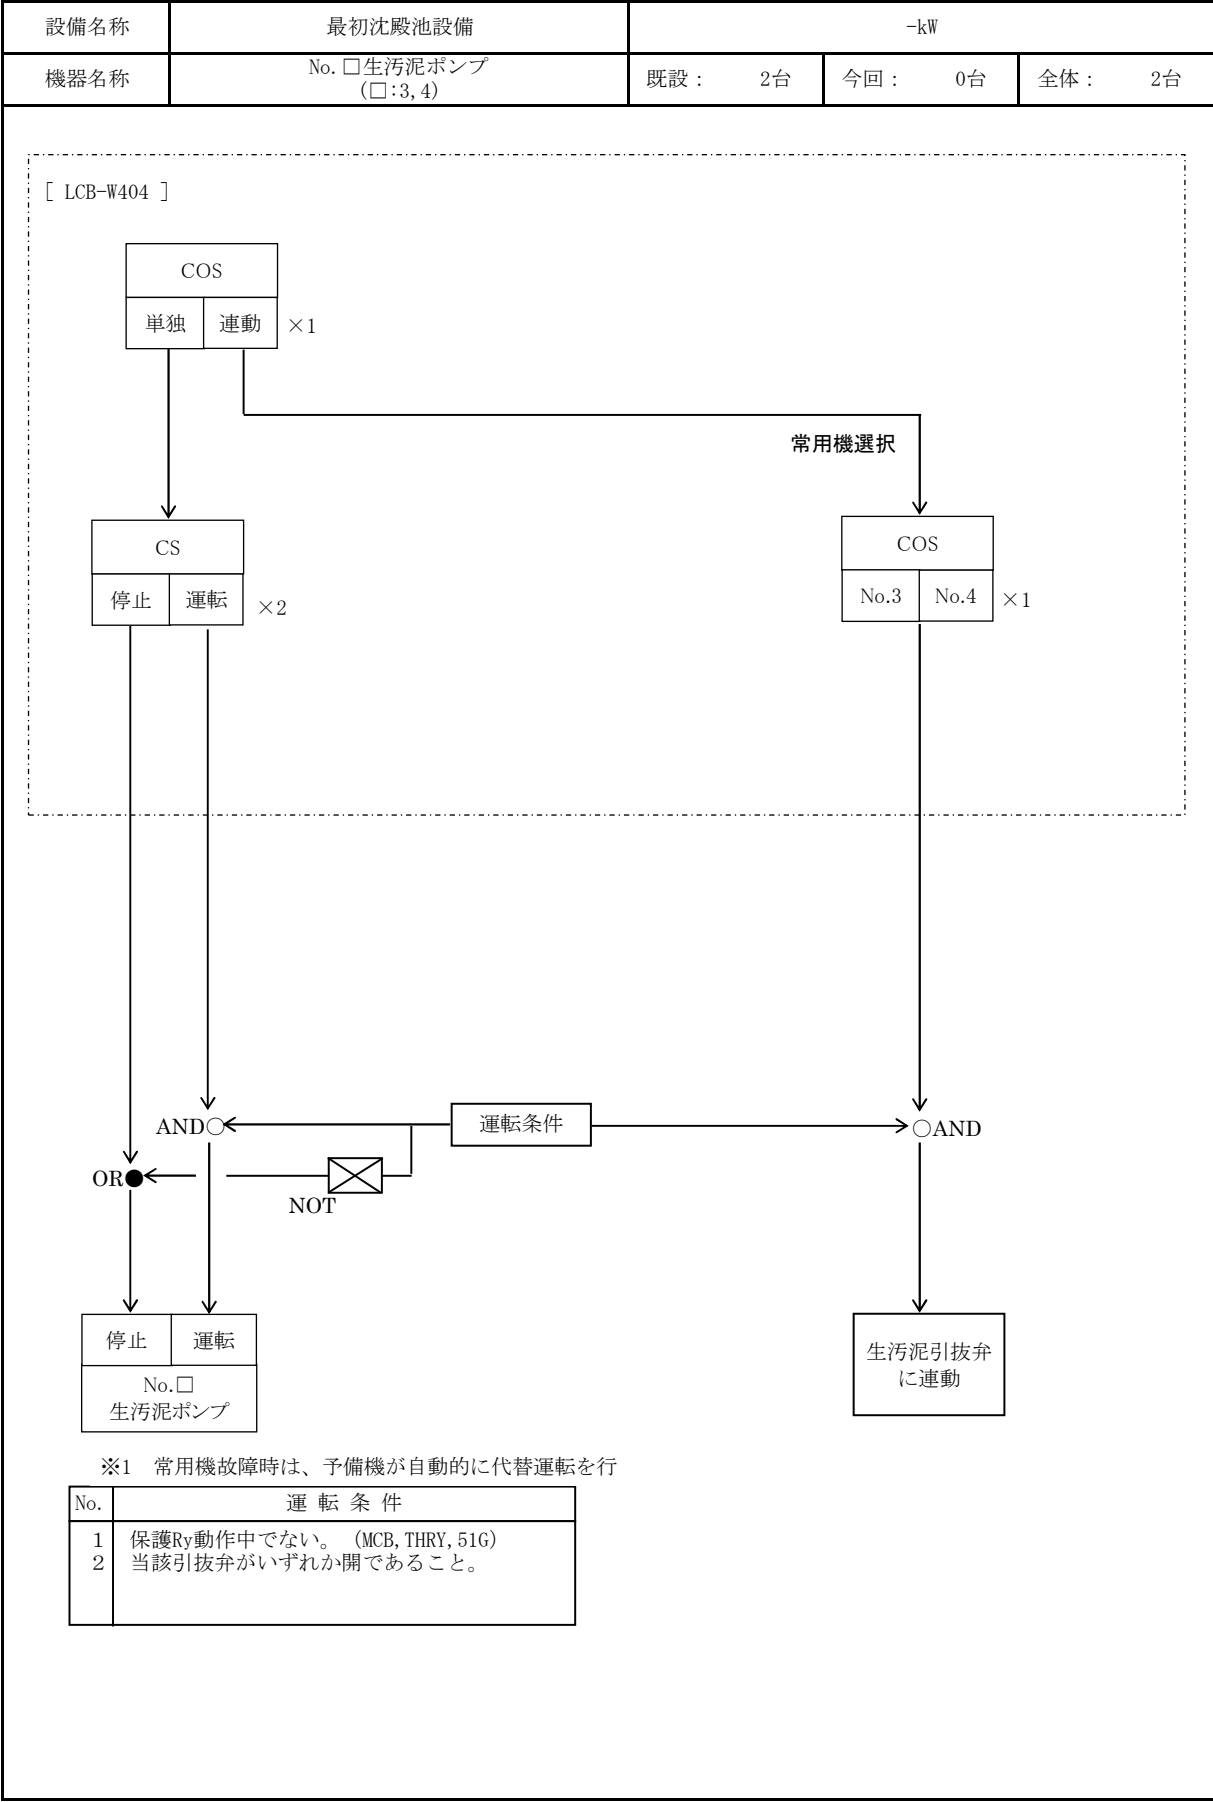 設備名称 最初沈殿池設備 -kW
機器名称 No.□生汚泥ポンプ
(□:3,4)
既設： 2台 今回： 0台 全体： 2台
[ LCB-W404 ]
COS
単独 連動 ×1
常用機選択
CS
停止 運転 ×2
COS
No.3 No.4 ×1
AND○ 運転条件 ○AND
OR●
NOT
停止 運転
No.□
生汚泥ポンプ
生汚泥引抜弁
に連動
※1 常用機故障時は、予備機が自動的に代替運転を行
No. 運 転 条 件
1 保護Ry動作中でない。(MCB,THRY,51G)
2 当該引抜弁がいずれか開であること。